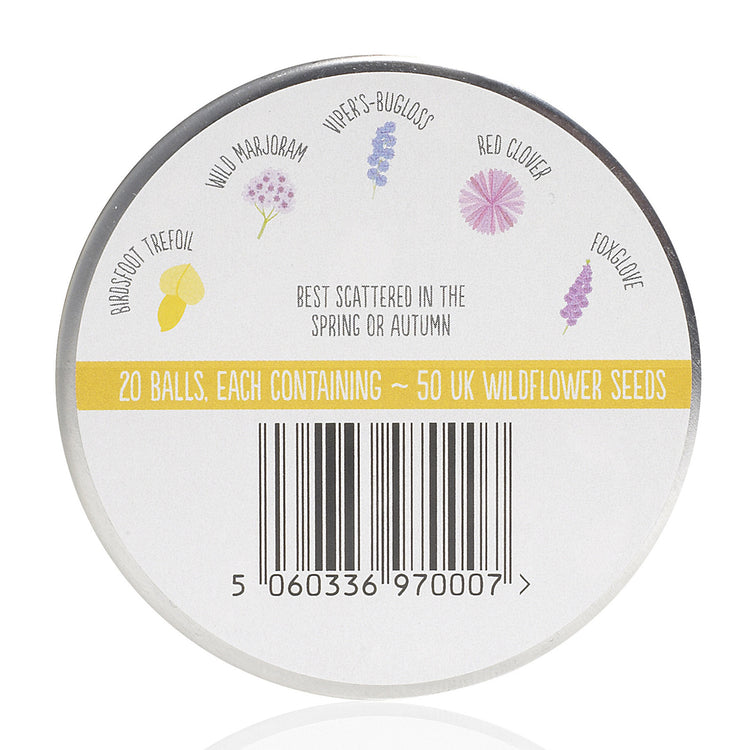 BIRDSFOOT TREFOIL
WILD MARJORAM
VIPER'S-BUGLOSS
RED CLOVER
FOXGLOVE
BEST SCATTERED IN THE
SPRING OR AUTUMN
20 BALLS, EACH CONTAINING ~ 50 UK WILDFLOWER SEEDS
5 060336 970007 >